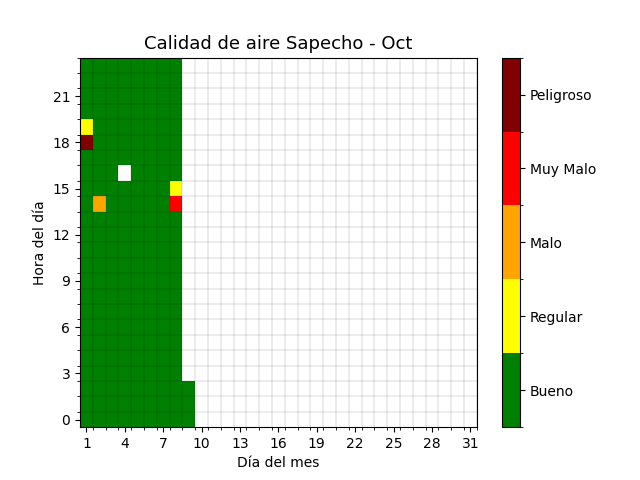 Calidad de aire Sapecho - Oct
Hora del día
21
18
15
12
9
6
3
0
1 4 7 10 13 16 19 22 25 28 31
Día del mes
Peligroso
Muy Malo
Malo
Regular
Bueno